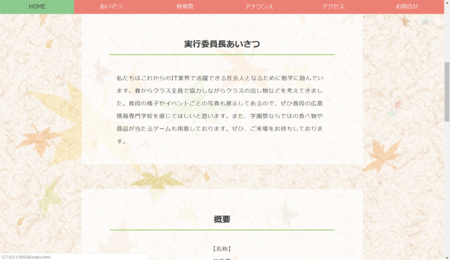 HOME あいさつ 検専祭 アナウンス アクセス お問合せ
実行委員長あいさつ
私たちはこれからのIT業界で活躍できる社会人となるために勉学に励んでい
ます。春からクラス全員で協力しながらクラスの出し物などを考えてきまし
た。普段の様子やイベントごとの写真も展示してあるので、ぜひ普段の広島
情報専門学校を感じてほしいと思います。また、学園祭ならではの食べ物や
商品が当たるゲームも用意しております。ぜひ、ご来場をお待ちしておりま
す。
概要
【名称】